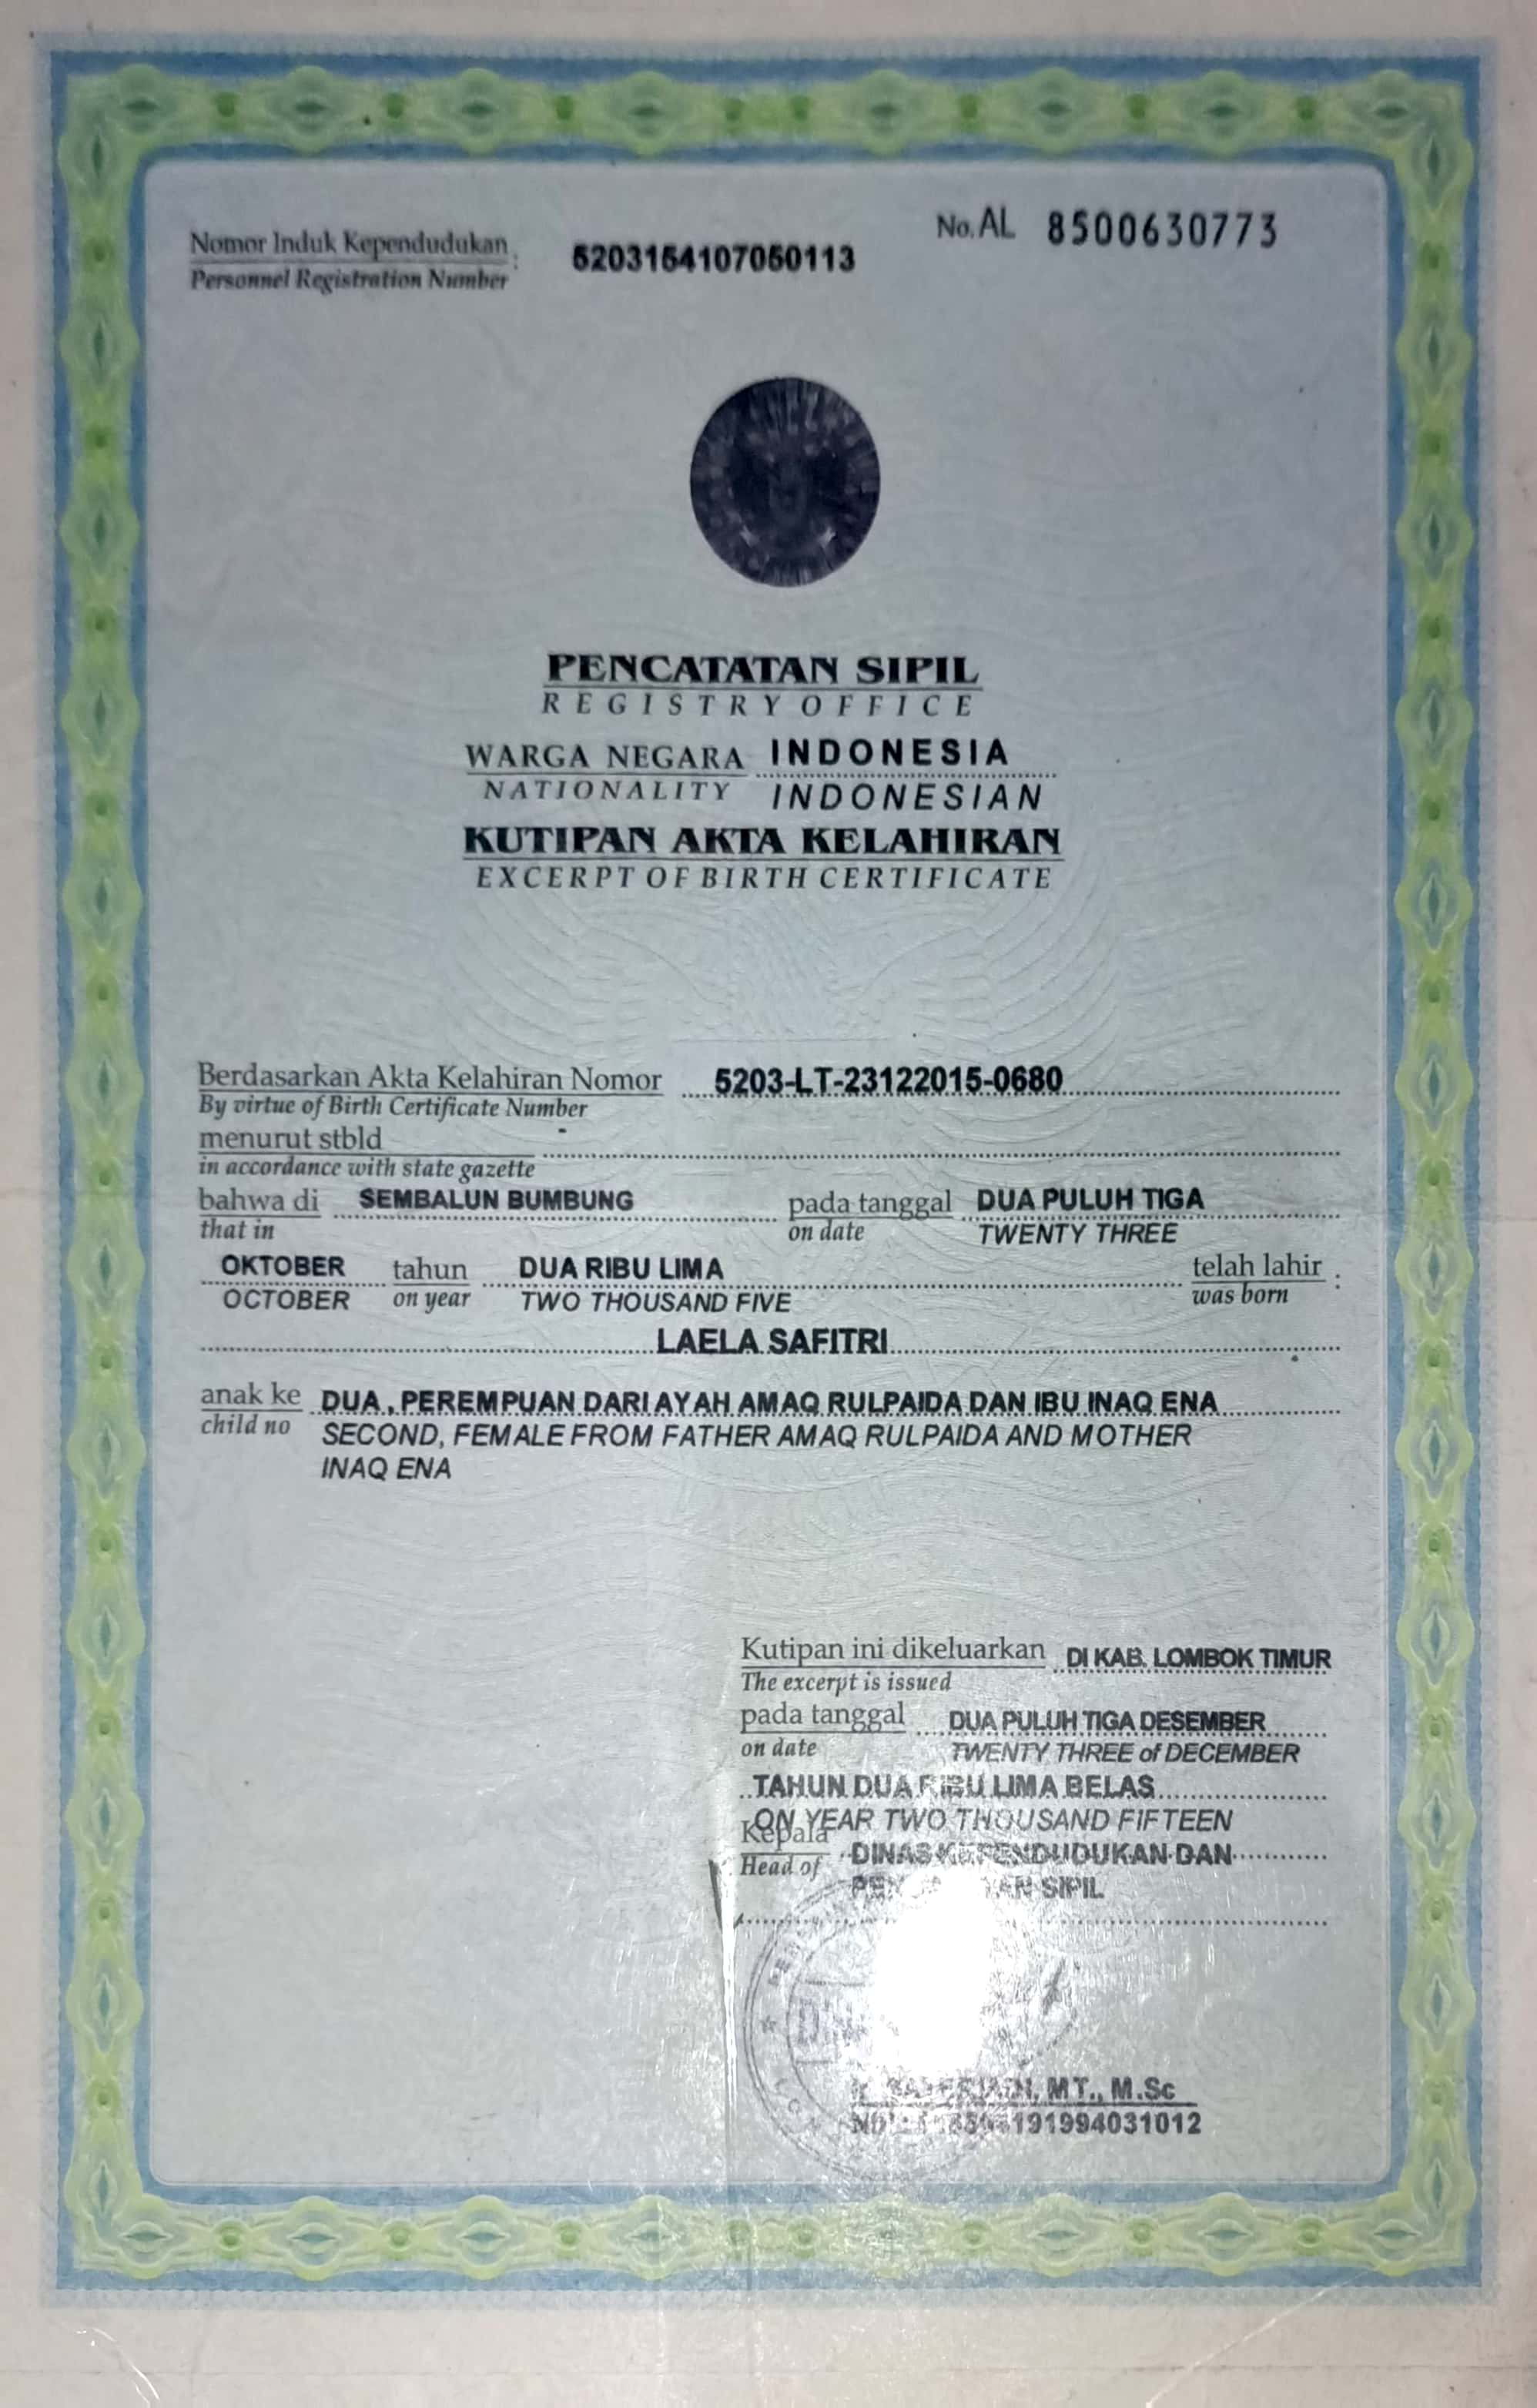 Nomor Induk Kependudukan : 5203154107050113
Personnel Registration Number
No. AL 8500630773
PENCATATAN SIPIL
REGISTRY OFFICE
WARGA NEGARA INDONESIA
NATIONALITY INDONESIAN
KUTIPAN AKTA KELAHIRAN
EXCERPT OF BIRTH CERTIFICATE
Berdasarkan Akta Kelahiran Nomor 5203-LT-23122015-0680
By virtue of Birth Certificate Number
menurut stbld -
in accordance with state gazette
bahwa di SEMBALUN BUMBUNG pada tanggal DUA PULUH TIGA
that in on date TWENTY THREE
OKTOBER tahun DUA RIBU LIMA telah lahir :
OCTOBER on year TWO THOUSAND FIVE was born
LAELA SAFITRI
anak ke DUA , PEREMPUAN DARI AYAH AMAQ RULPAIDA DAN IBU INAQ ENA
child no SECOND, FEMALE FROM FATHER AMAQ RULPAIDA AND MOTHER
INAQ ENA
Kutipan ini dikeluarkan DI KAB. LOMBOK TIMUR
The excerpt is issued
pada tanggal DUA PULUH TIGA DESEMBER
on date TWENTY THREE of DECEMBER
TAHUN DUA RIBU LIMA BELAS
ON YEAR TWO THOUSAND FIFTEEN
Kepala DINAS KEPENDUDUKAN DAN
Head of
SIPIL
MT., M.Sc